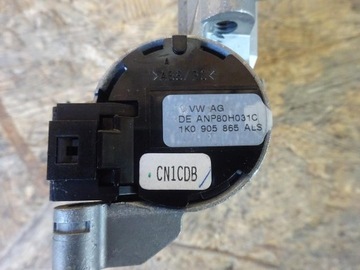 VW AG
DE ANP80H031C
1K0 905 865 ALS
CN1CDB